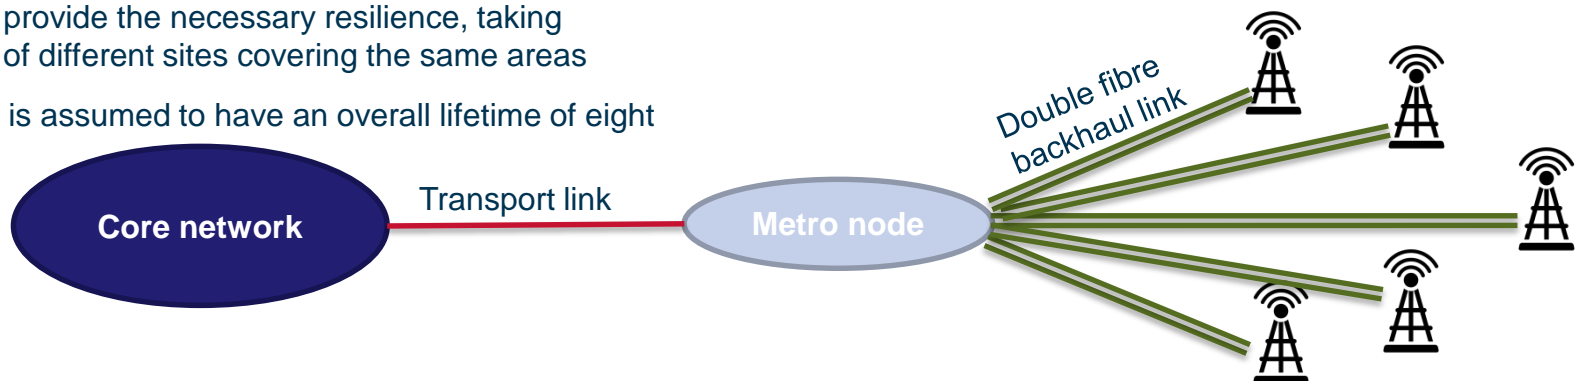 provide the necessary resilience, taking
of different sites covering the same areas
is assumed to have an overall lifetime of eight
Core network
Transport link
Metro node
Double fibre
backhaul link